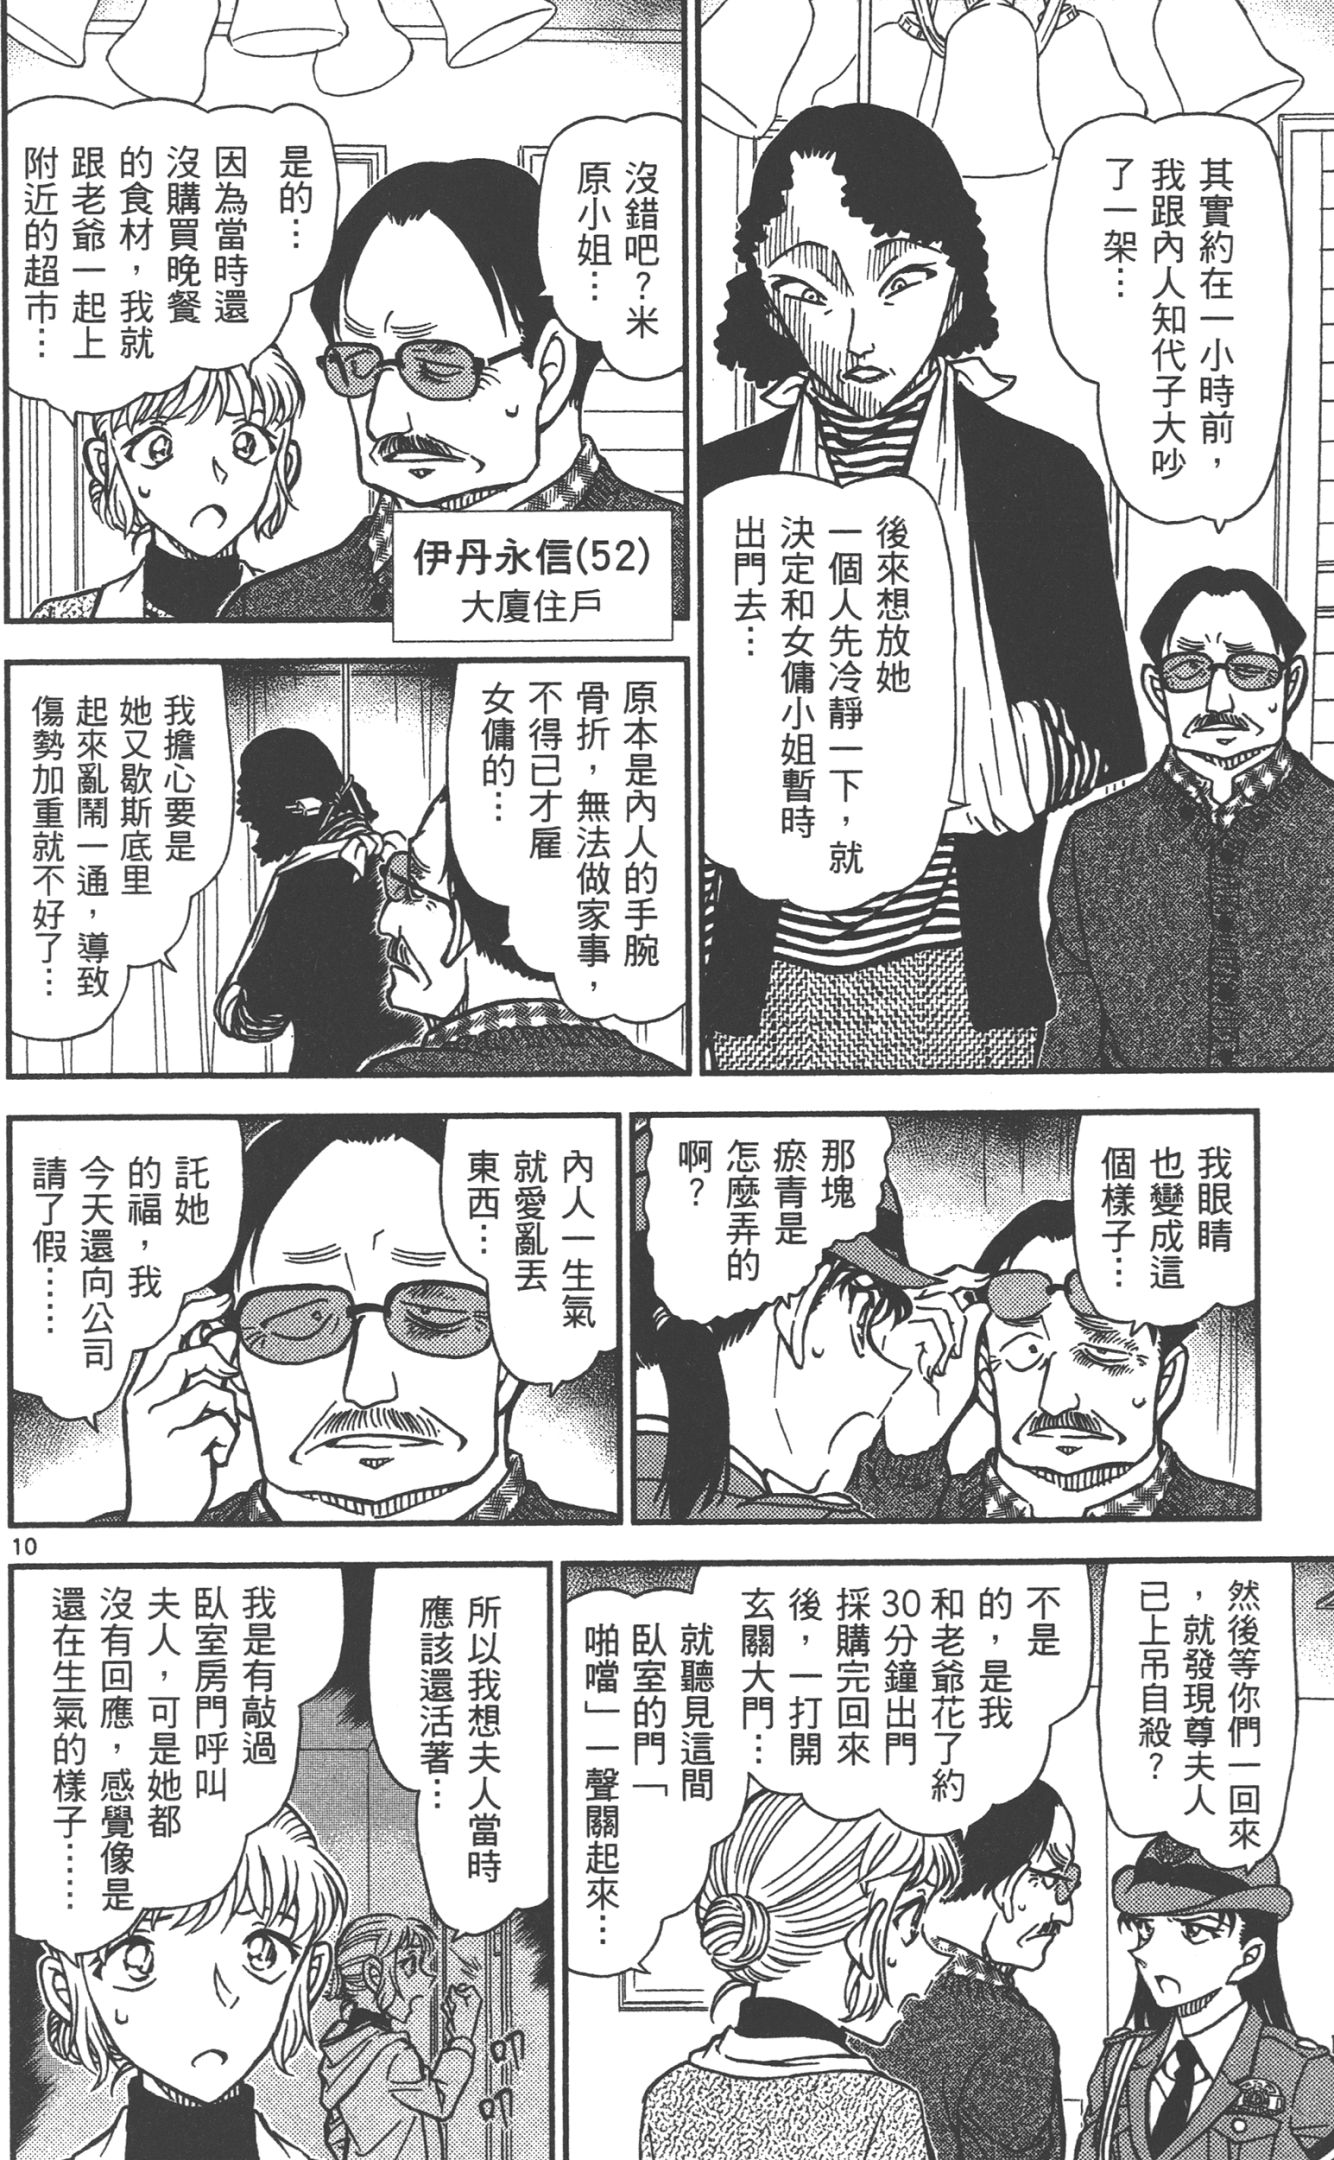 其實約在一小時前，
我跟內人知代子大吵
了一架…
後來想放她
一個人先冷靜一下，就
決定和女傭小姐暫時
出門去…
沒錯吧？米
原小姐…
是的…
因為當時還
沒購買晚餐
的食材，我就
跟老爺一起上
附近的超市…
伊丹永信(52)
大廈住戶
原本是內人的手腕
骨折，無法做家事，
不得已才雇
女傭的…
我擔心要是
她又歇斯底里
起來亂鬧一通，導致
傷勢加重就不好了…
我眼睛
也變成這
個樣子…
那塊
瘀青是
怎麼弄的
啊？
內人一生氣
就愛亂丟
東西…
託她
的福，我
今天還向公司
請了假……
10
然後等你們一回來
，就發現尊夫人
已上吊自殺？
不是
的，是我
和老爺花了約
30分鐘出門
採購完回來
後，一打開
玄關大門…
就聽見這間
臥室的門「
啪噹」一聲關起來…
所以我想夫人當時
應該還活著…
我是有敲過
臥室房門呼叫
夫人，可是她都
沒有回應，感覺像是
還在生氣的樣子……
叩
叩